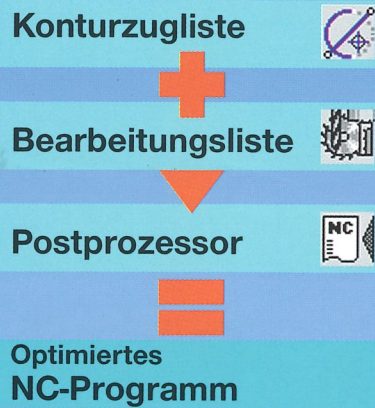 Konturzugliste
Bearbeitungsliste
Postprozessor
NC
Optimiertes
NC-Programm